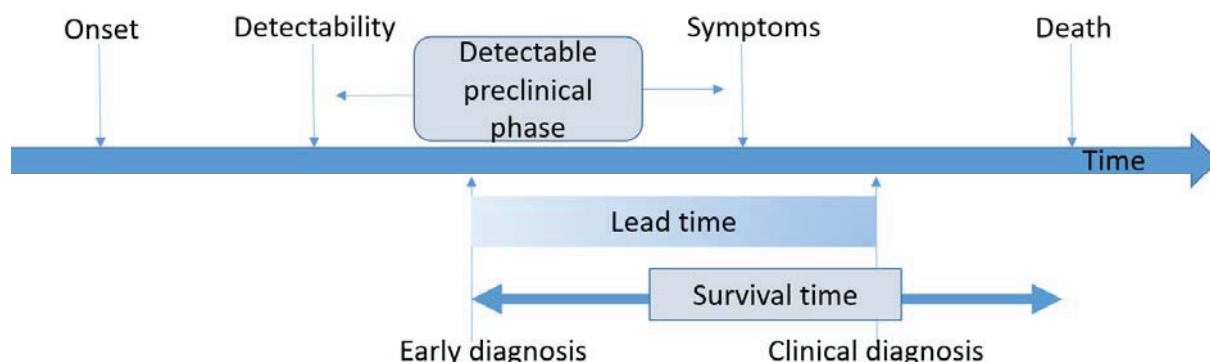 Onset
Detectability
Detectable
preclinical
phase
Symptoms
Death
Time
Lead time
Survival time
Early diagnosis
Clinical diagnosis